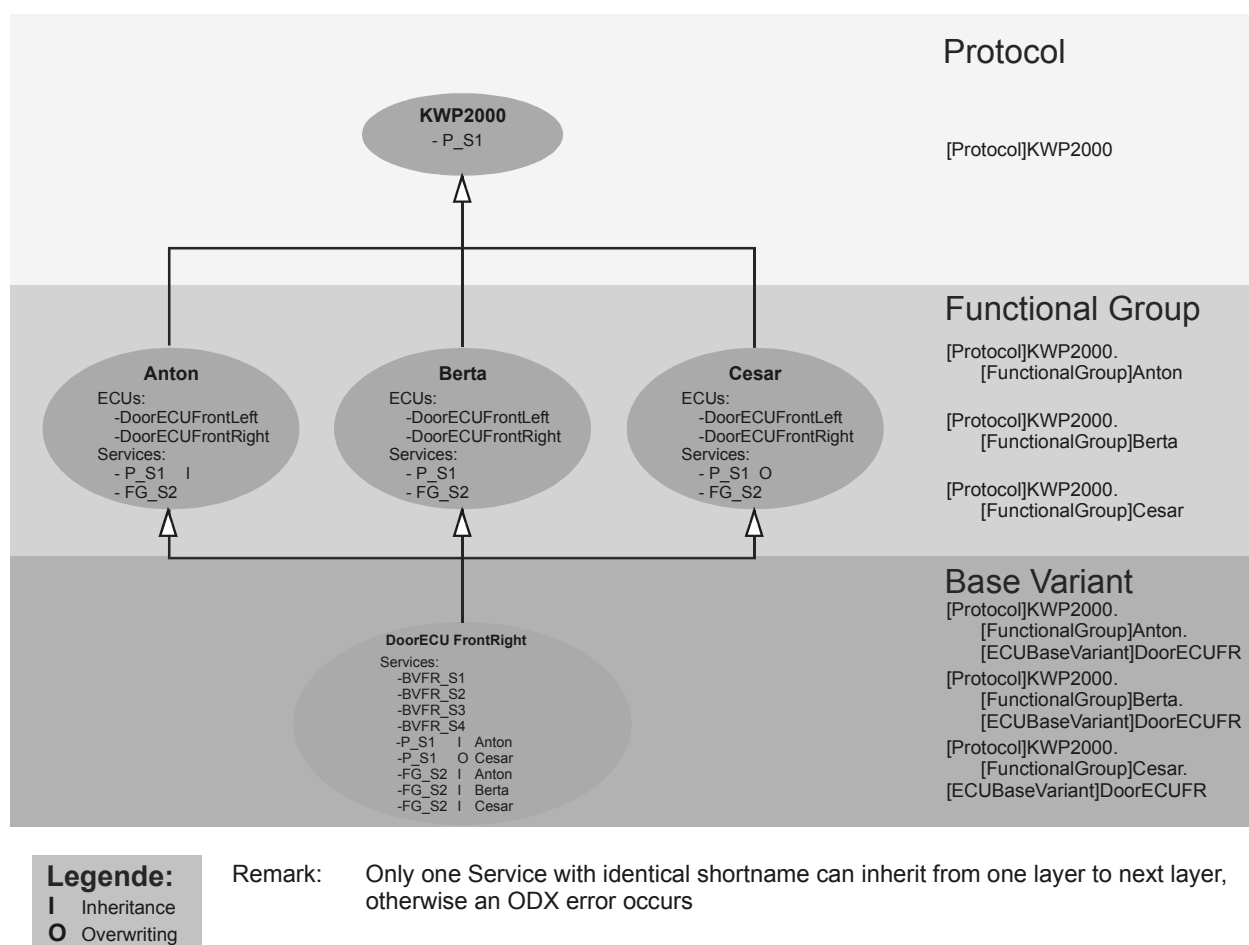 Protocol
KWP2000
- P_S1
[Protocol]KWP2000
Functional Group
[Protocol]KWP2000.
[FunctionalGroup]Anton
[Protocol]KWP2000.
[FunctionalGroup]Berta
[Protocol]KWP2000.
[FunctionalGroup]Cesar
Anton
ECUs:
-DoorECUFrontLeft
-DoorECUFrontRight
Services:
- P_S1 I
- FG_S2
Berta
ECUs:
-DoorECUFrontLeft
-DoorECUFrontRight
Services:
- P_S1
- FG_S2
Cesar
ECUs:
-DoorECUFrontLeft
-DoorECUFrontRight
Services:
- P_S1 O
- FG_S2
Base Variant
[Protocol]KWP2000.
[FunctionalGroup]Anton.
[ECUBaseVariant]DoorECUFR
[Protocol]KWP2000.
[FunctionalGroup]Berta.
[ECUBaseVariant]DoorECUFR
[Protocol]KWP2000.
[FunctionalGroup]Cesar.
[ECUBaseVariant]DoorECUFR
DoorECU FrontRight
Services:
-BVFR_S1
-BVFR_S2
-BVFR_S3
-BVFR_S4
-P_S1 I Anton
-P_S1 O Cesar
-FG_S2 I Anton
-FG_S2 I Berta
-FG_S2 I Cesar
Legende:
I Inheritance
O Overwriting
Remark: Only one Service with identical shortname can inherit from one layer to next layer,
otherwise an ODX error occurs